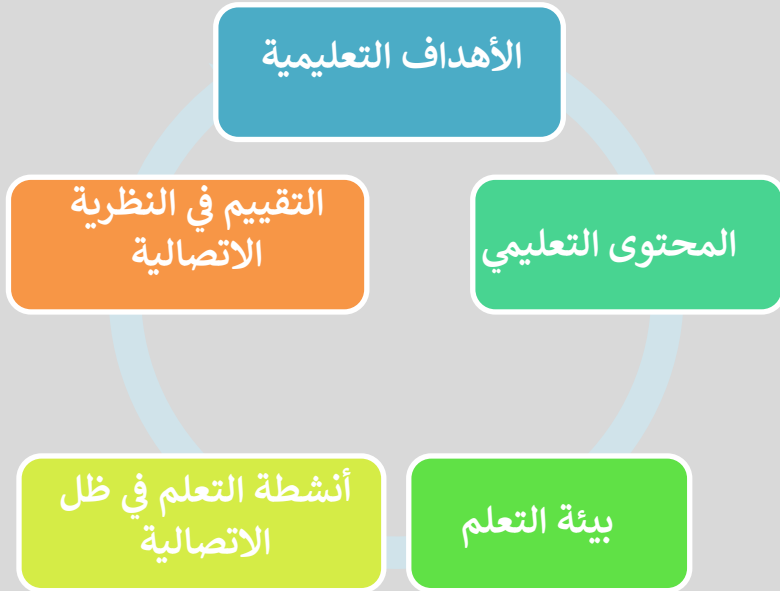 الأهداف التعليمية
المحتوى التعليمي
بيئة التعلم
أنشطة التعلم في ظل
الاتصالية
التقييم في النظرية
الاتصالية